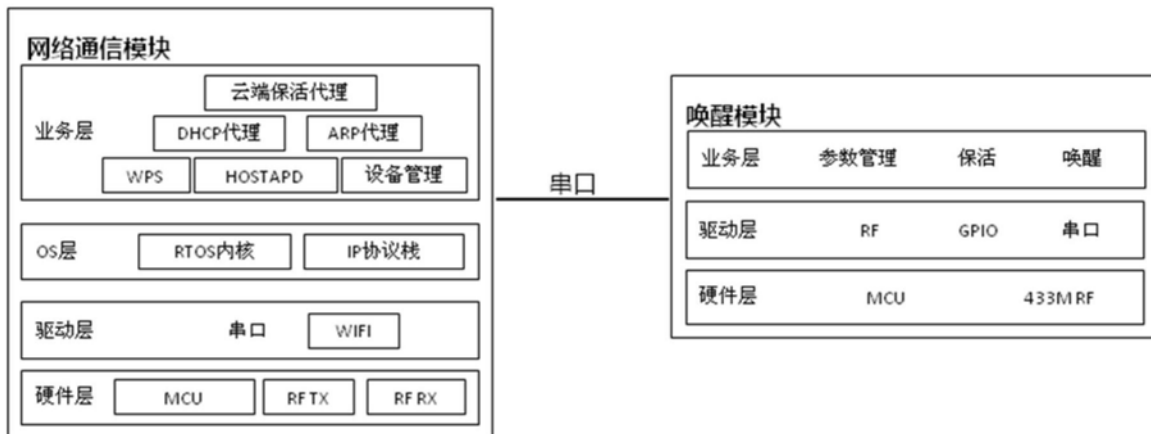 网络通信模块
云端保活代理
业务层 DHCP代理 ARP代理
WPS HOSTAPD 设备管理
OS层 RTOS内核 IP协议栈
驱动层 串口 WIFI
硬件层 MCU RF TX RF RX
串口
唤醒模块
业务层 参数管理 保活 唤醒
驱动层 RF GPIO 串口
硬件层 MCU 433M RF